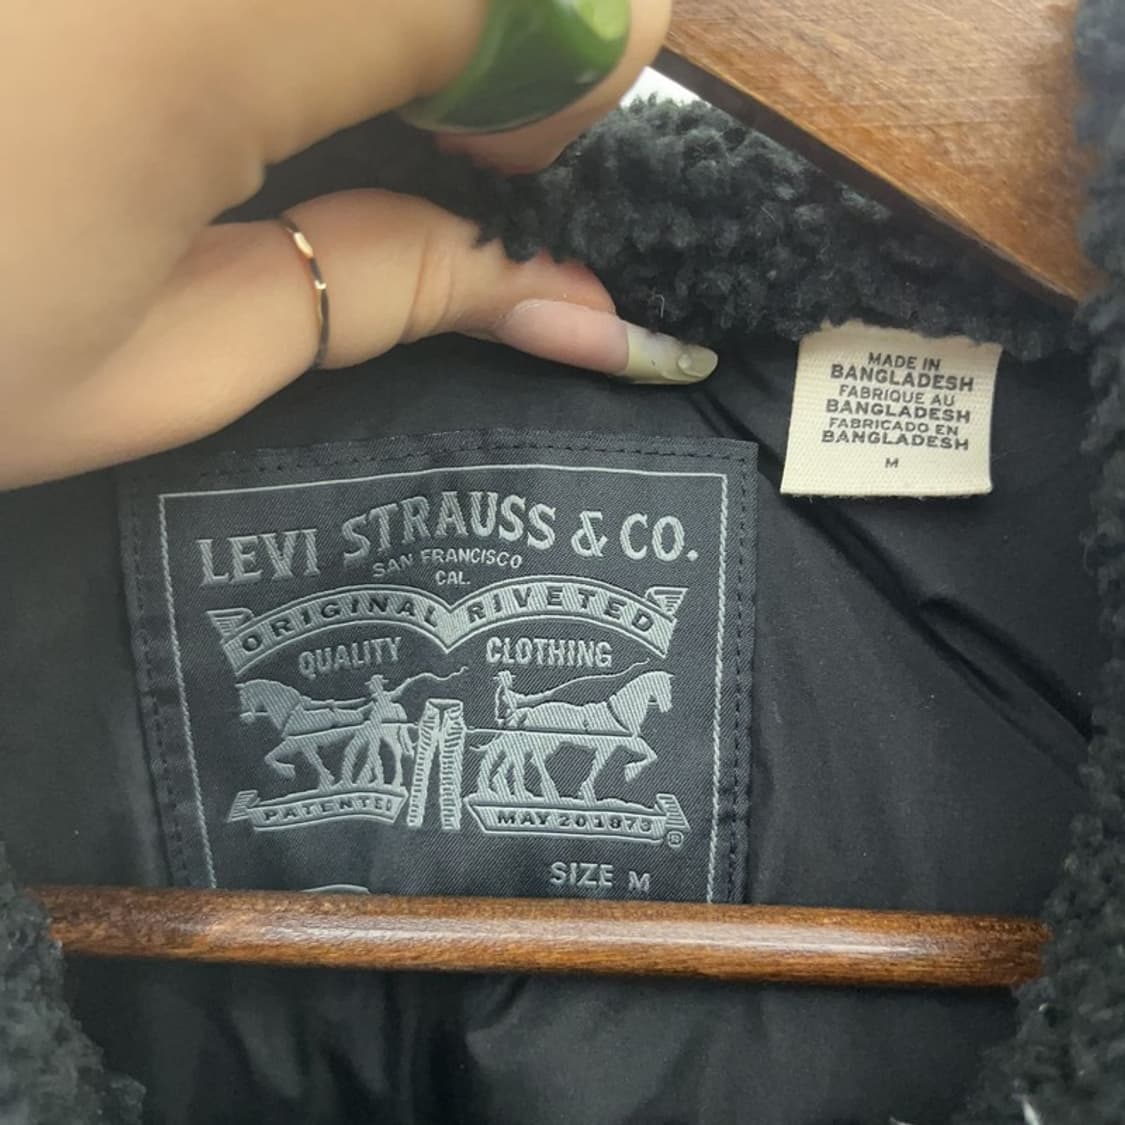 MADE IN
BANGLADESH
FABRIQUE AU
BANGLADESH
FABRICADO EN
BANGLADESH
M
LEVI STRAUSS & CO.
SAN FRANCISCO
CAL.
ORIGINAL RIVETED
QUALITY CLOTHING
PATENTED MAY 20 1873 ®
SIZE M